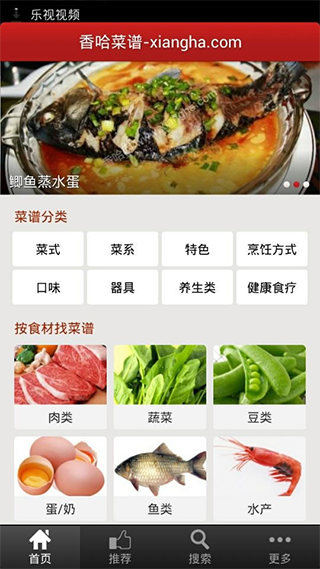 乐视视频
香哈菜谱-xiangha.com
鲫鱼蒸水蛋
菜谱分类
菜式 菜系 特色 烹饪方式
口味 器具 养生类 健康食疗
按食材找菜谱
肉类 蔬菜 豆类
蛋/奶 鱼类 水产
首页 推荐 搜索 更多